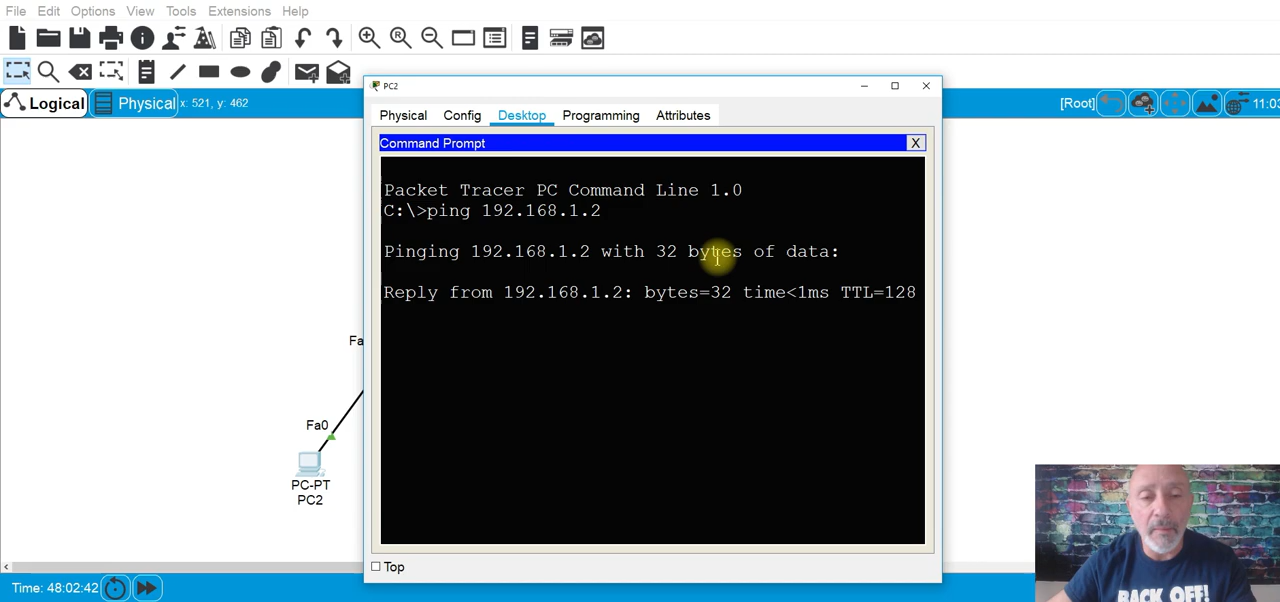 File Edit Options View Tools Extensions Help
Logical Physical x: 521, y: 462
[Root] 11:03
PC2
Physical Config Desktop Programming Attributes
Command Prompt X
Packet Tracer PC Command Line 1.0
C:\>ping 192.168.1.2
Pinging 192.168.1.2 with 32 bytes of data:
Reply from 192.168.1.2: bytes=32 time<1ms TTL=128
Fa
Fa0
PC-PT
PC2
Top
Time: 48:02:42
BACK OFF!